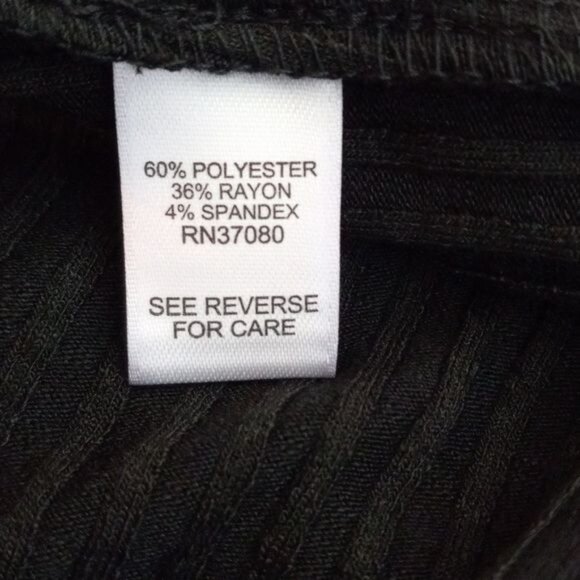 60% POLYESTER
36% RAYON
4% SPANDEX
RN37080
SEE REVERSE
FOR CARE